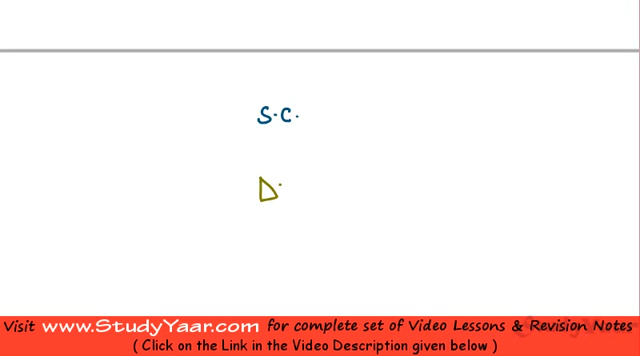 S.C.
D
Visit www.StudyYaar.com for complete set of Video Lessons & Revision Notes
( Click on the Link in the Video Description given below )